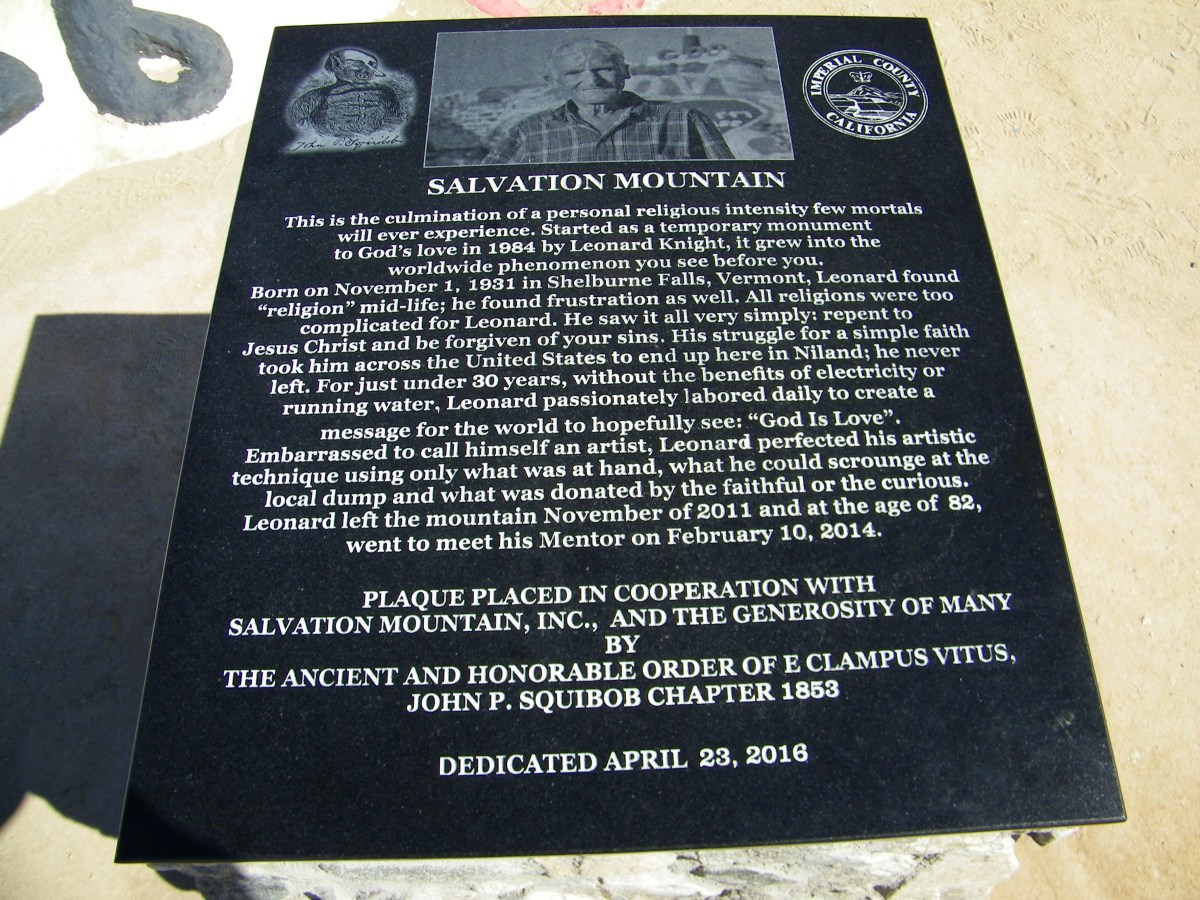 John P. Squibob
IMPERIAL COUNTY
CALIFORNIA
SALVATION MOUNTAIN
This is the culmination of a personal religious intensity few mortals
will ever experience. Started as a temporary monument
to God's love in 1984 by Leonard Knight, it grew into the
worldwide phenomenon you see before you.
Born on November 1, 1931 in Shelburne Falls, Vermont, Leonard found
“religion” mid-life; he found frustration as well. All religions were too
complicated for Leonard. He saw it all very simply: repent to
Jesus Christ and be forgiven of your sins. His struggle for a simple faith
took him across the United States to end up here in Niland; he never
left. For just under 30 years, without the benefits of electricity or
running water, Leonard passionately labored daily to create a
message for the world to hopefully see: “God Is Love”.
Embarrassed to call himself an artist, Leonard perfected his artistic
technique using only what was at hand, what he could scrounge at the
local dump and what was donated by the faithful or the curious.
Leonard left the mountain November of 2011 and at the age of 82,
went to meet his Mentor on February 10, 2014.
PLAQUE PLACED IN COOPERATION WITH
SALVATION MOUNTAIN, INC., AND THE GENEROSITY OF MANY
BY
THE ANCIENT AND HONORABLE ORDER OF E CLAMPUS VITUS,
JOHN P. SQUIBOB CHAPTER 1853
DEDICATED APRIL 23, 2016